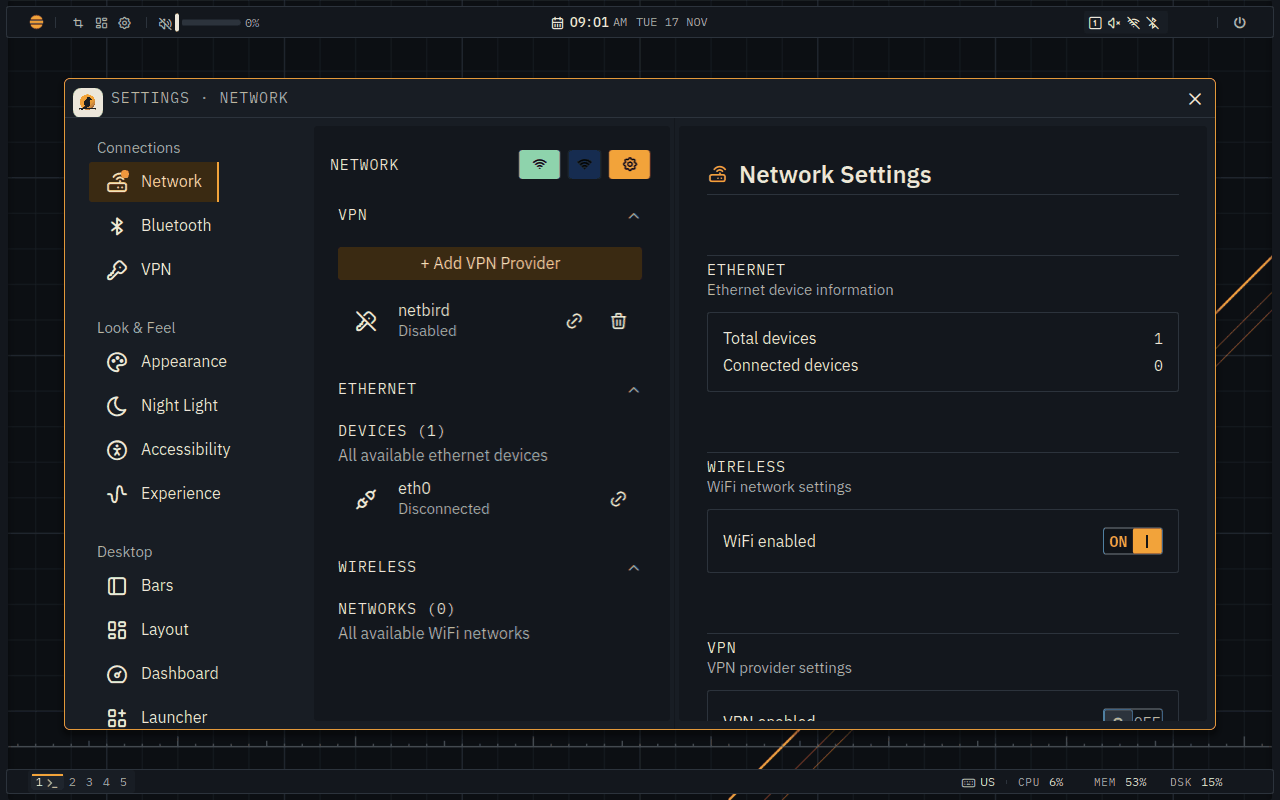 0%
09:01 AM TUE 17 NOV
1
SETTINGS · NETWORK
Connections
Network
Bluetooth
VPN
Look & Feel
Appearance
Night Light
Accessibility
Experience
Desktop
Bars
Layout
Dashboard
Launcher
NETWORK
VPN
+ Add VPN Provider
netbird
Disabled
ETHERNET
DEVICES (1)
All available ethernet devices
eth0
Disconnected
WIRELESS
NETWORKS (0)
All available WiFi networks
Network Settings
ETHERNET
Ethernet device information
Total devices 1
Connected devices 0
WIRELESS
WiFi network settings
WiFi enabled ON
VPN
VPN provider settings
VPN enabled OFF
1 2 3 4 5
US CPU 6% MEM 53% DSK 15%